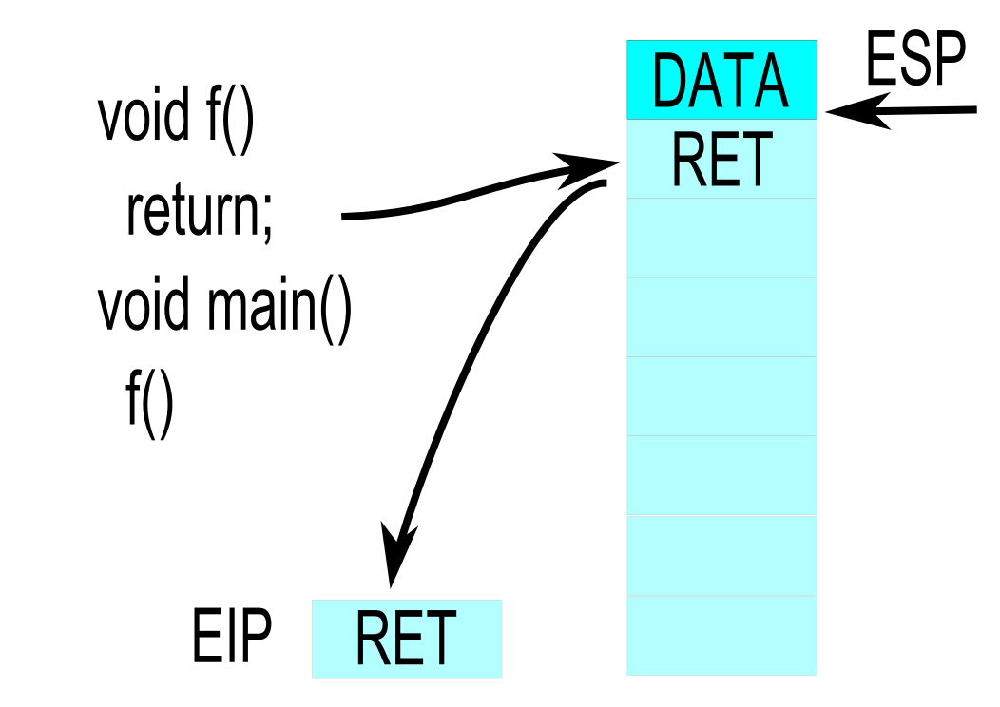 void f()
return;
void main()
f()
DATA
RET
ESP
EIP
RET